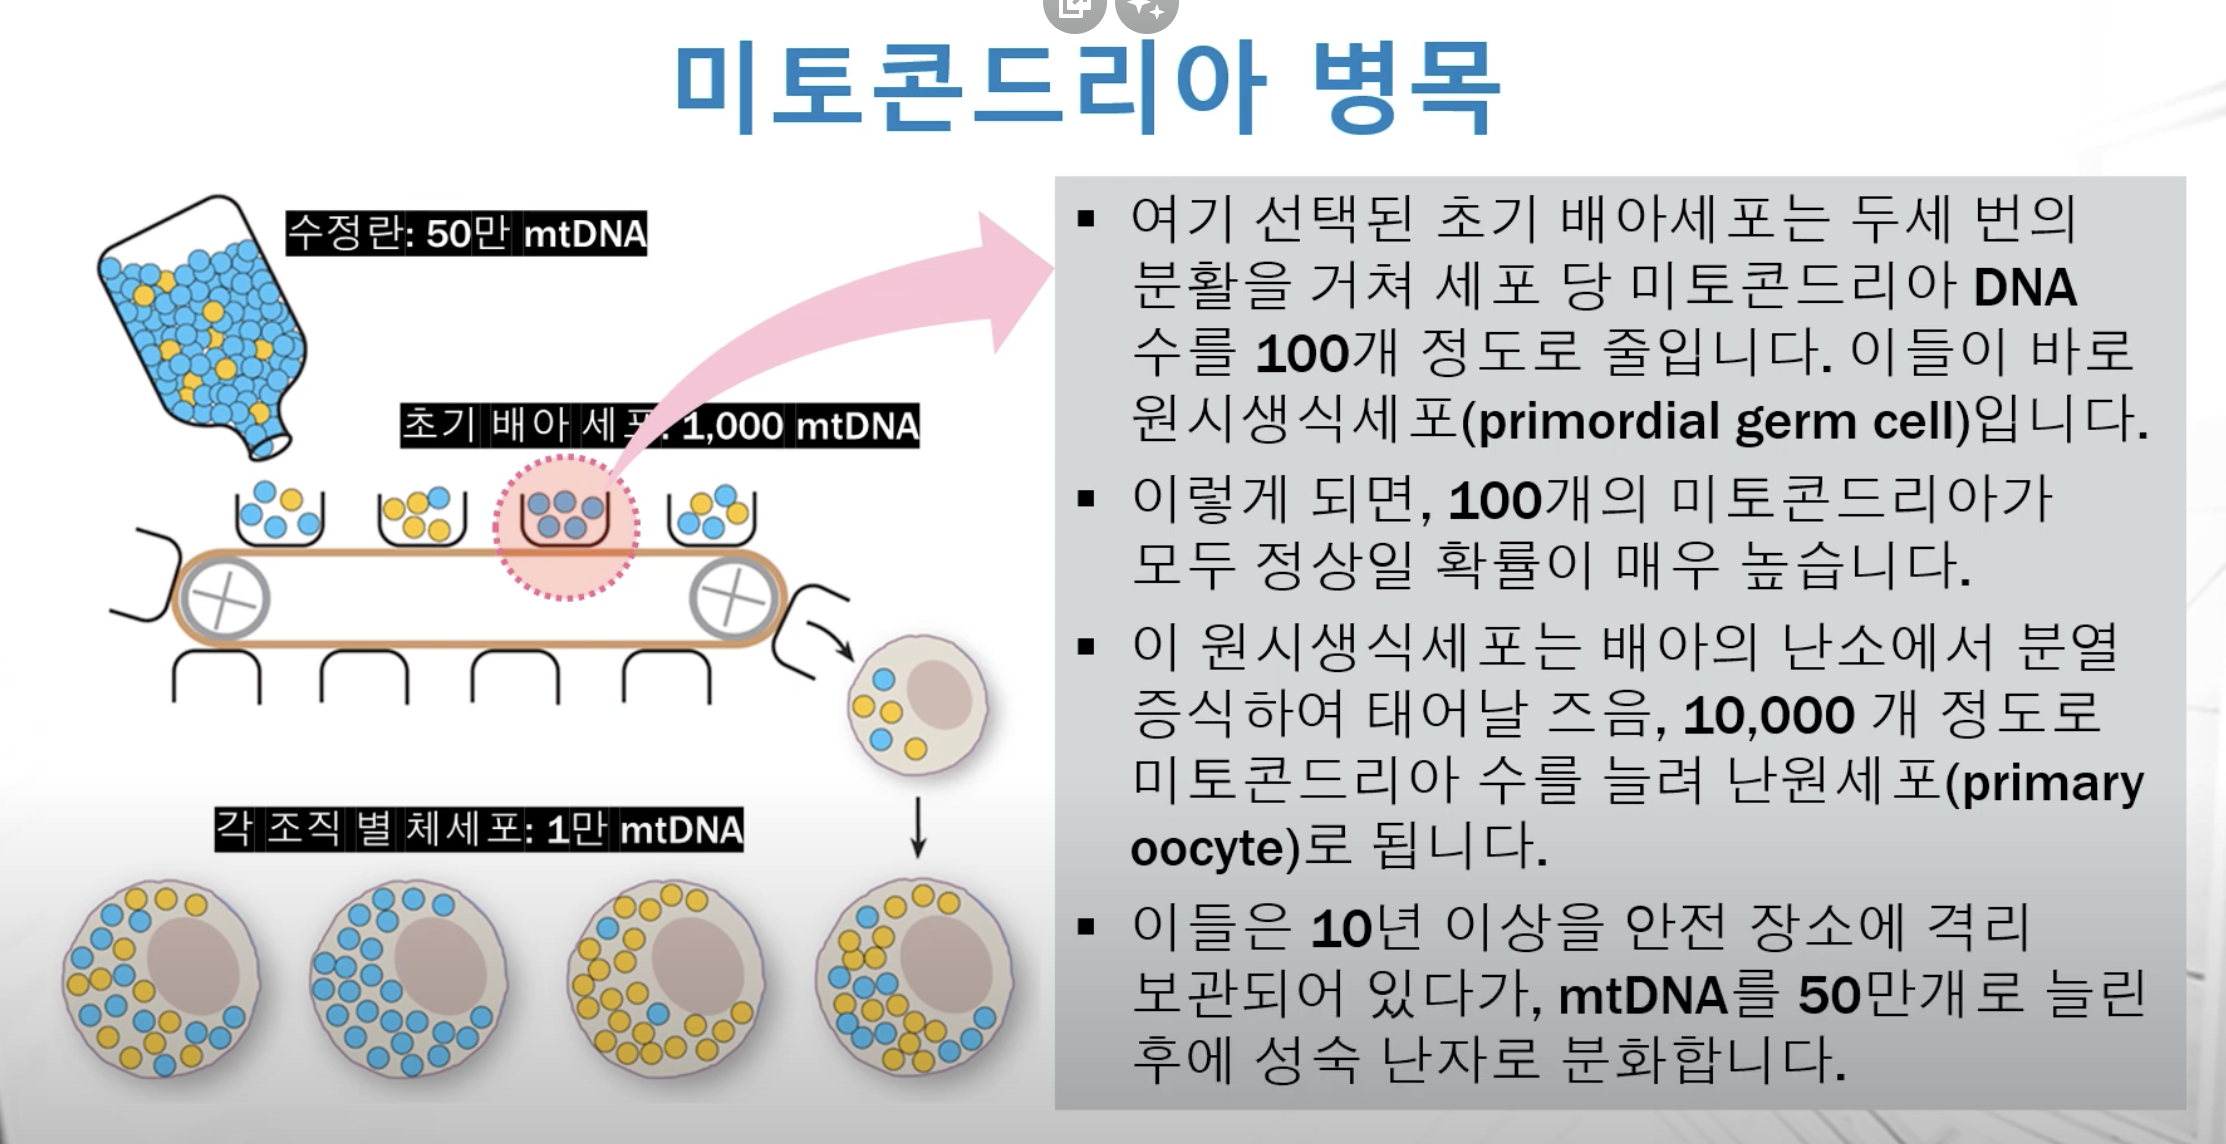 미토콘드리아 병목
수정란: 50만 mtDNA
초기 배아 세포: 1,000 mtDNA
각 조직 별 체세포: 1만 mtDNA
▪ 여기 선택된 초기 배아세포는 두세 번의
분활을 거쳐 세포 당 미토콘드리아 DNA
수를 100개 정도로 줄입니다. 이들이 바로
원시생식세포(primordial germ cell)입니다.
▪ 이렇게 되면, 100개의 미토콘드리아가
모두 정상일 확률이 매우 높습니다.
▪ 이 원시생식세포는 배아의 난소에서 분열
증식하여 태어날 즈음, 10,000 개 정도로
미토콘드리아 수를 늘려 난원세포(primary
oocyte)로 됩니다.
▪ 이들은 10년 이상을 안전 장소에 격리
보관되어 있다가, mtDNA를 50만개로 늘린
후에 성숙 난자로 분화합니다.